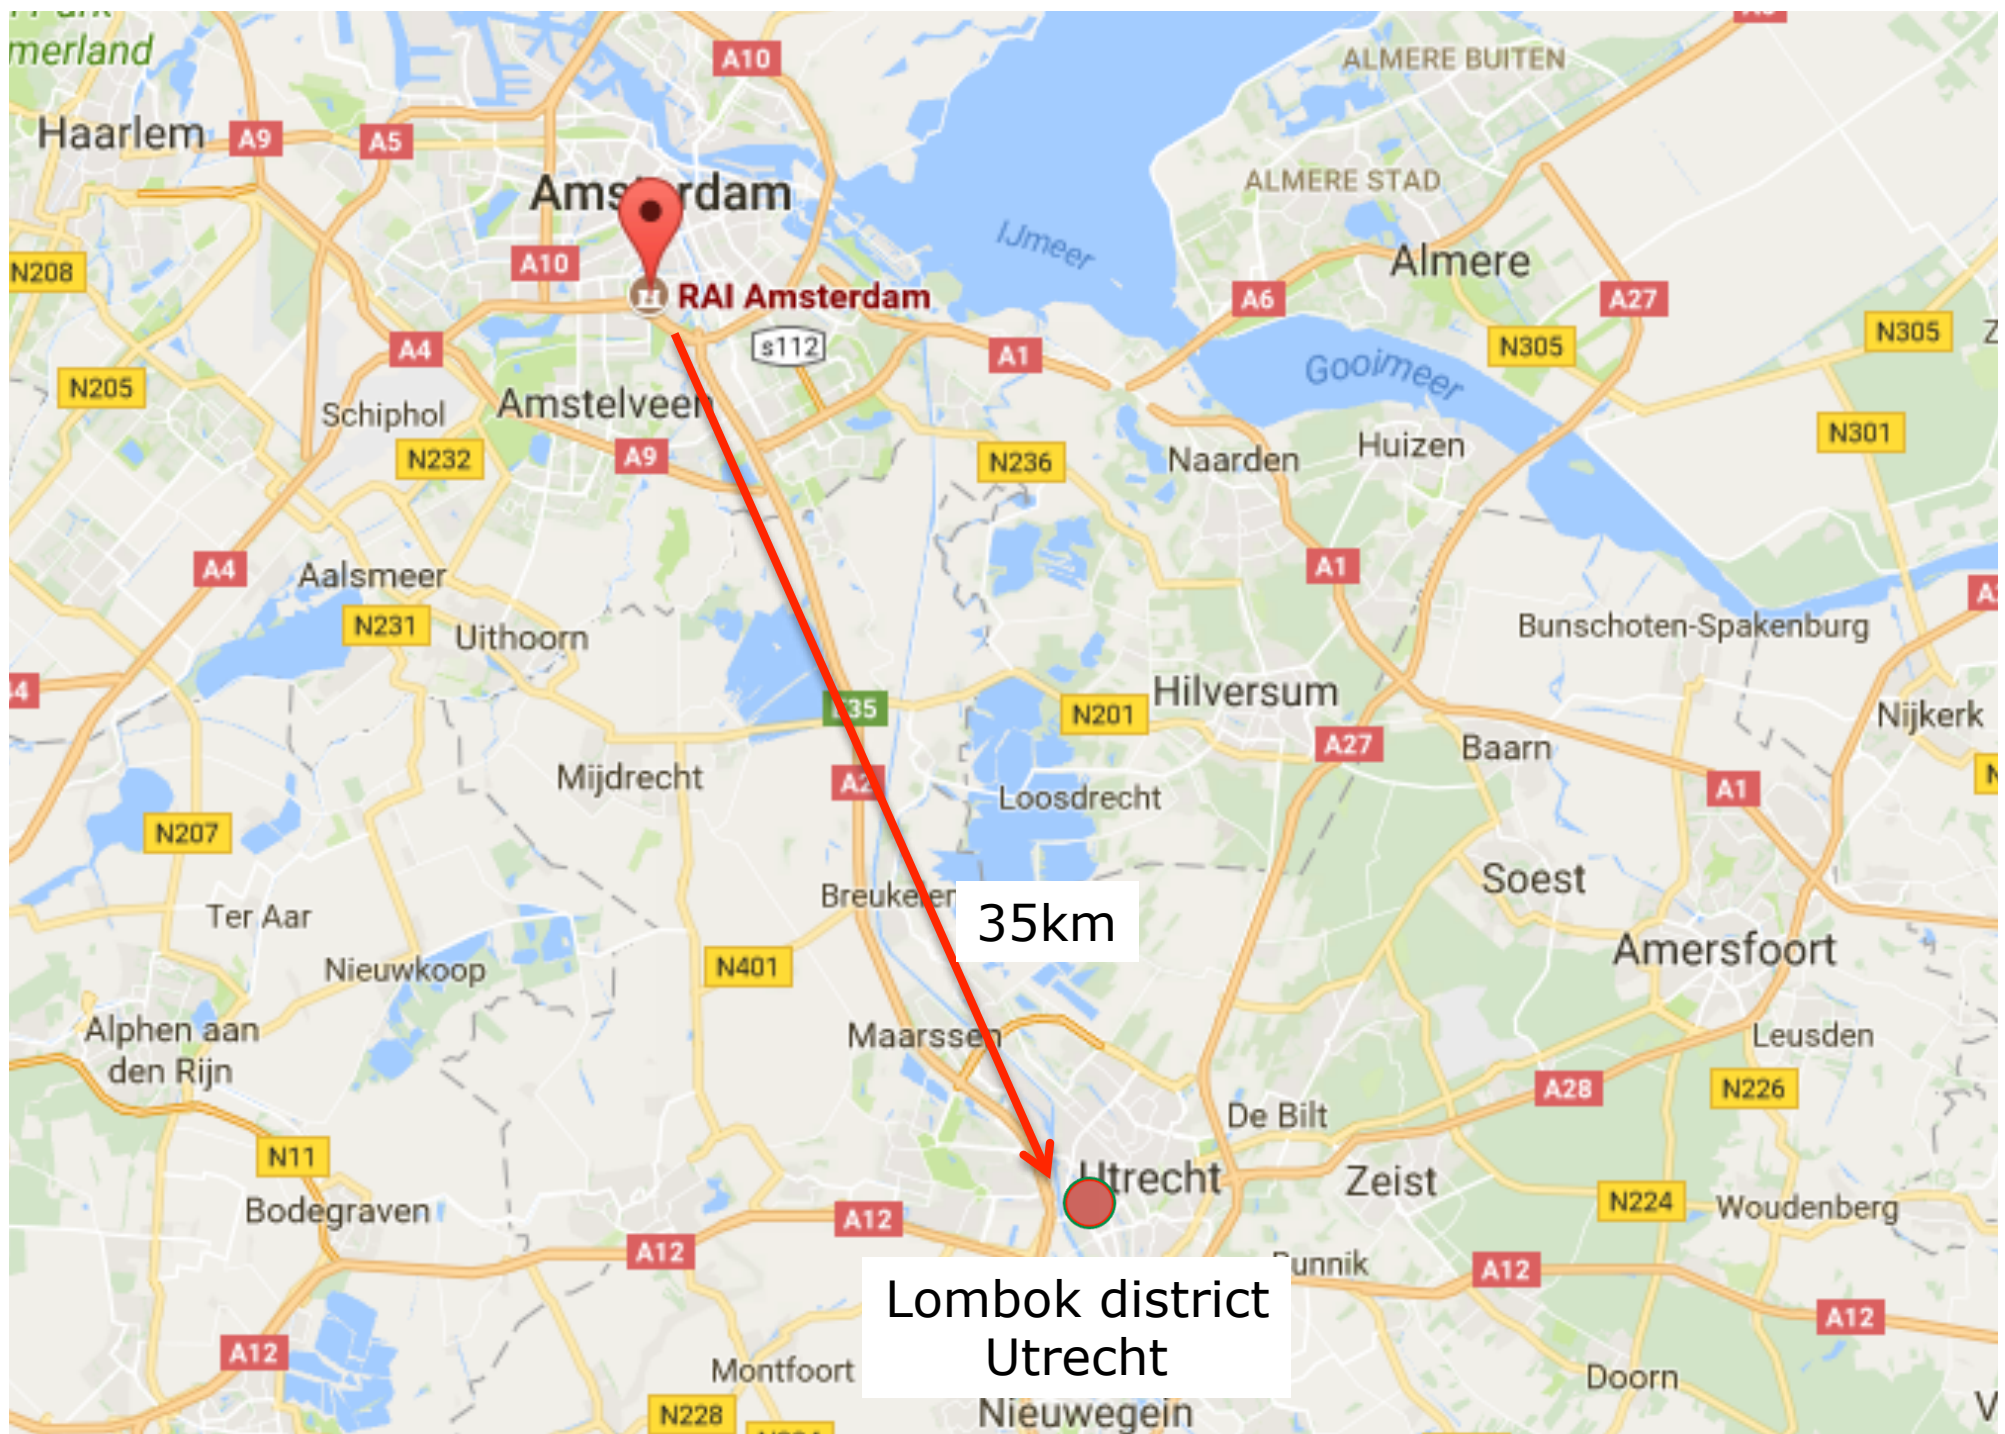 merland
A10
ALMERE BUITEN
Haarlem
A9
A5
Amsterdam
ALMERE STAD
IJmeer
N208
A10
RAI Amsterdam
Almere
A6
A27
s112
A4
A1
N305
N305
Gooimeer
N205
Schiphol
Amstelveen
N232
A9
N236
Naarden
Huizen
N301
A4
Aalsmeer
A1
N231
Uithoorn
Bunschoten-Spakenburg
Hilversum
E35
N201
Nijkerk
A27
Baarn
Mijdrecht
A2
Loosdrecht
A1
N207
Soest
Breukelen
35km
Ter Aar
Amersfoort
Nieuwkoop
N401
Alphen aan
den Rijn
Maarssen
Leusden
A28
N226
De Bilt
N11
Utrecht
Zeist
N224
Woudenberg
Bodegraven
A12
A12
unnik
A12
Lombok district
Utrecht
A12
A12
Montfoort
Doorn
N228
Nieuwegein